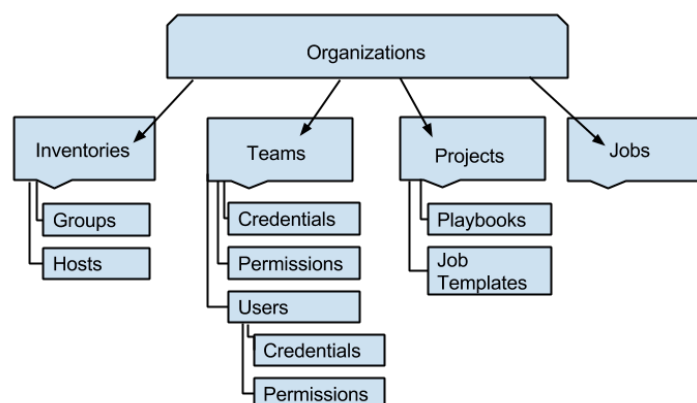 Organizations
Inventories
Teams
Projects
Jobs
Groups
Hosts
Credentials
Permissions
Users
Credentials
Permissions
Playbooks
Job
Templates